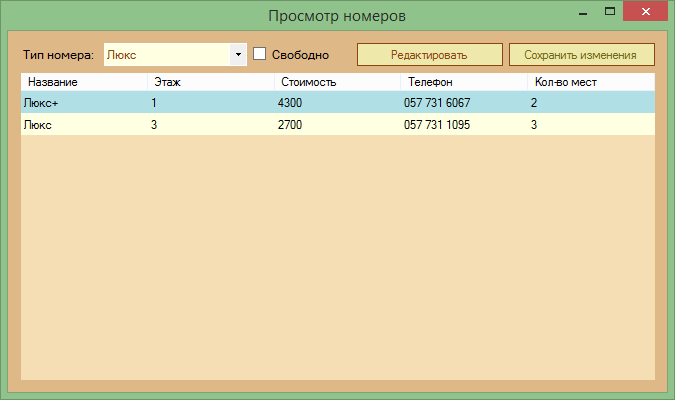 Просмотр номеров
Тип номера: Люкс Свободно Редактировать Сохранить изменения
Название Этаж Стоимость Телефон Кол-во мест
Люкс+ 1 4300 057 731 6067 2
Люкс 3 2700 057 731 1095 3